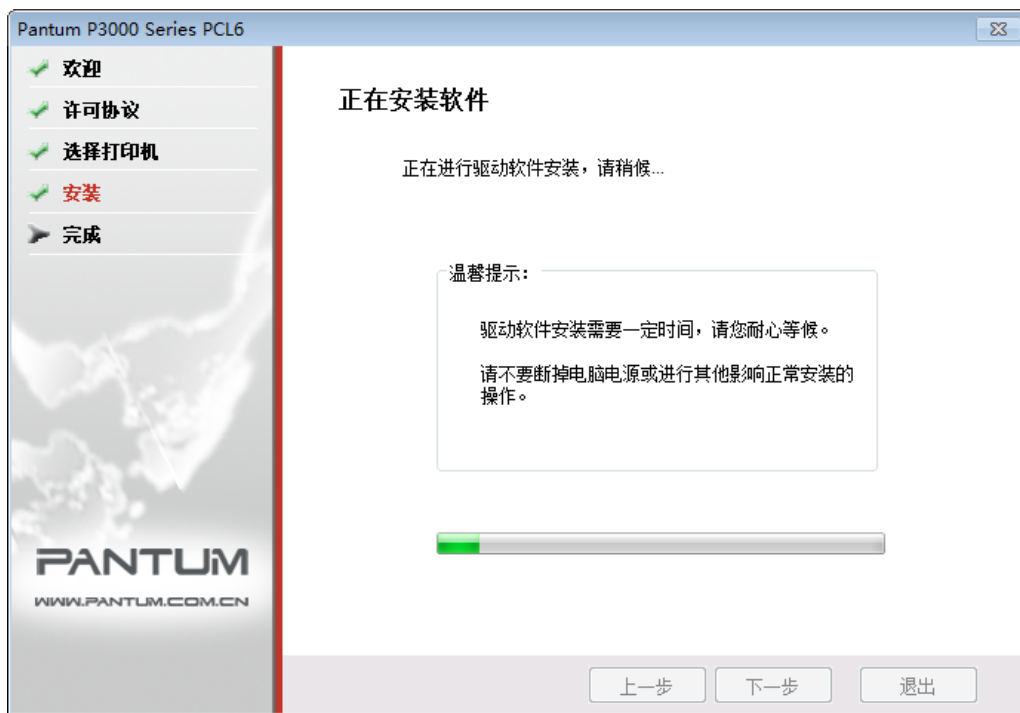 Pantum P3000 Series PCL6
欢迎
许可协议
选择打印机
安装
完成
PANTUM
WWW.PANTUM.COM.CN
正在安装软件
正在进行驱动软件安装，请稍候...
温馨提示：
驱动软件安装需要一定时间，请您耐心等候。
请不要断掉电脑电源或进行其他影响正常安装的
操作。
上一步
下一步
退出